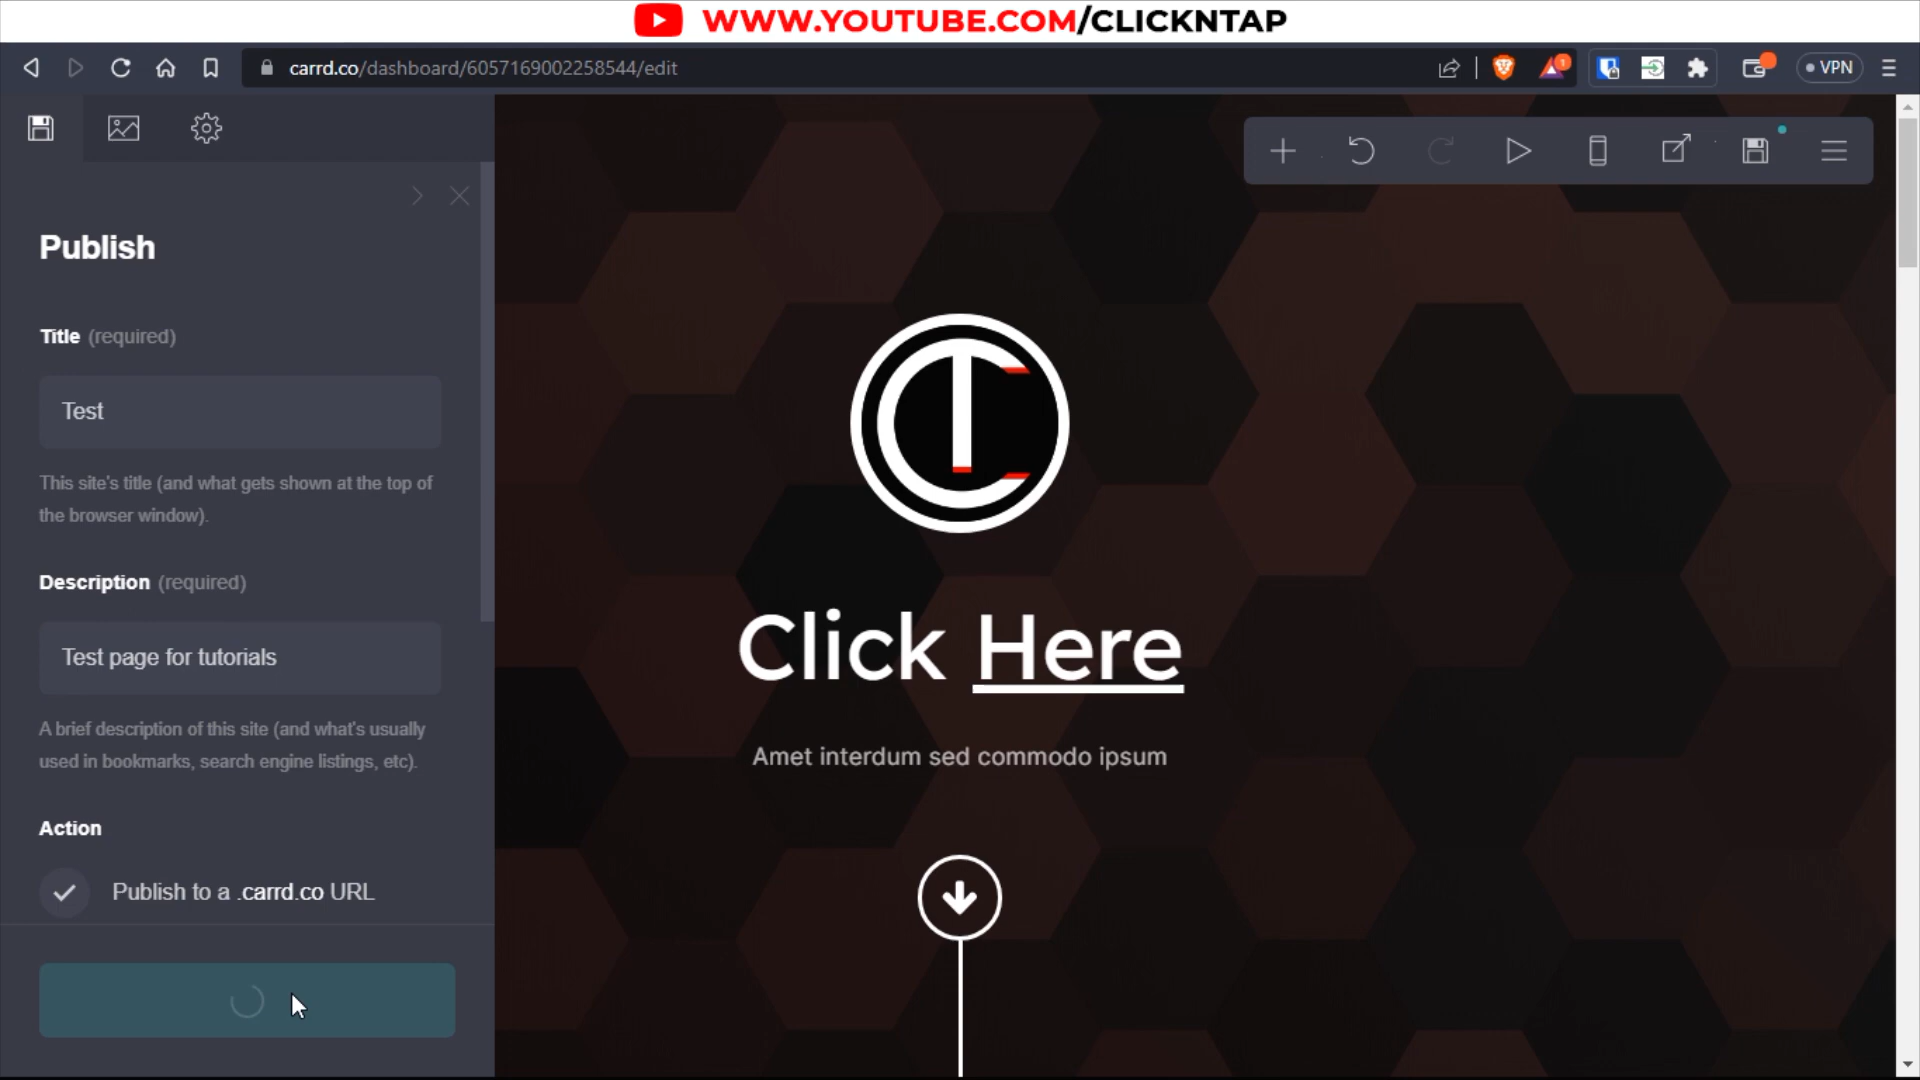 WWW.YOUTUBE.COM/CLICKNTAP
carrd.co/dashboard/6057169002258544/edit
1
VPN
Publish
Title (required)
Test
This site's title (and what gets shown at the top of
the browser window).
Description (required)
Test page for tutorials
A brief description of this site (and what's usually
used in bookmarks, search engine listings, etc).
Action
Publish to a .carrd.co URL
Click Here
Amet interdum sed commodo ipsum